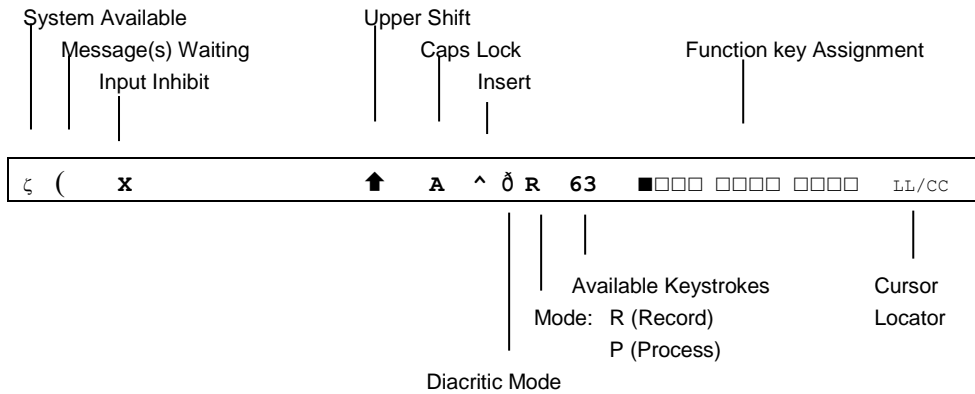 System Available Upper Shift
Message(s) Waiting Caps Lock Function key Assignment
Input Inhibit Insert
ζ ( X ⬆ A ^ ð R 63 ■□□□ □□□□ □□□□ LL/CC
Available Keystrokes Cursor
Mode: R (Record) Locator
P (Process)
Diacritic Mode